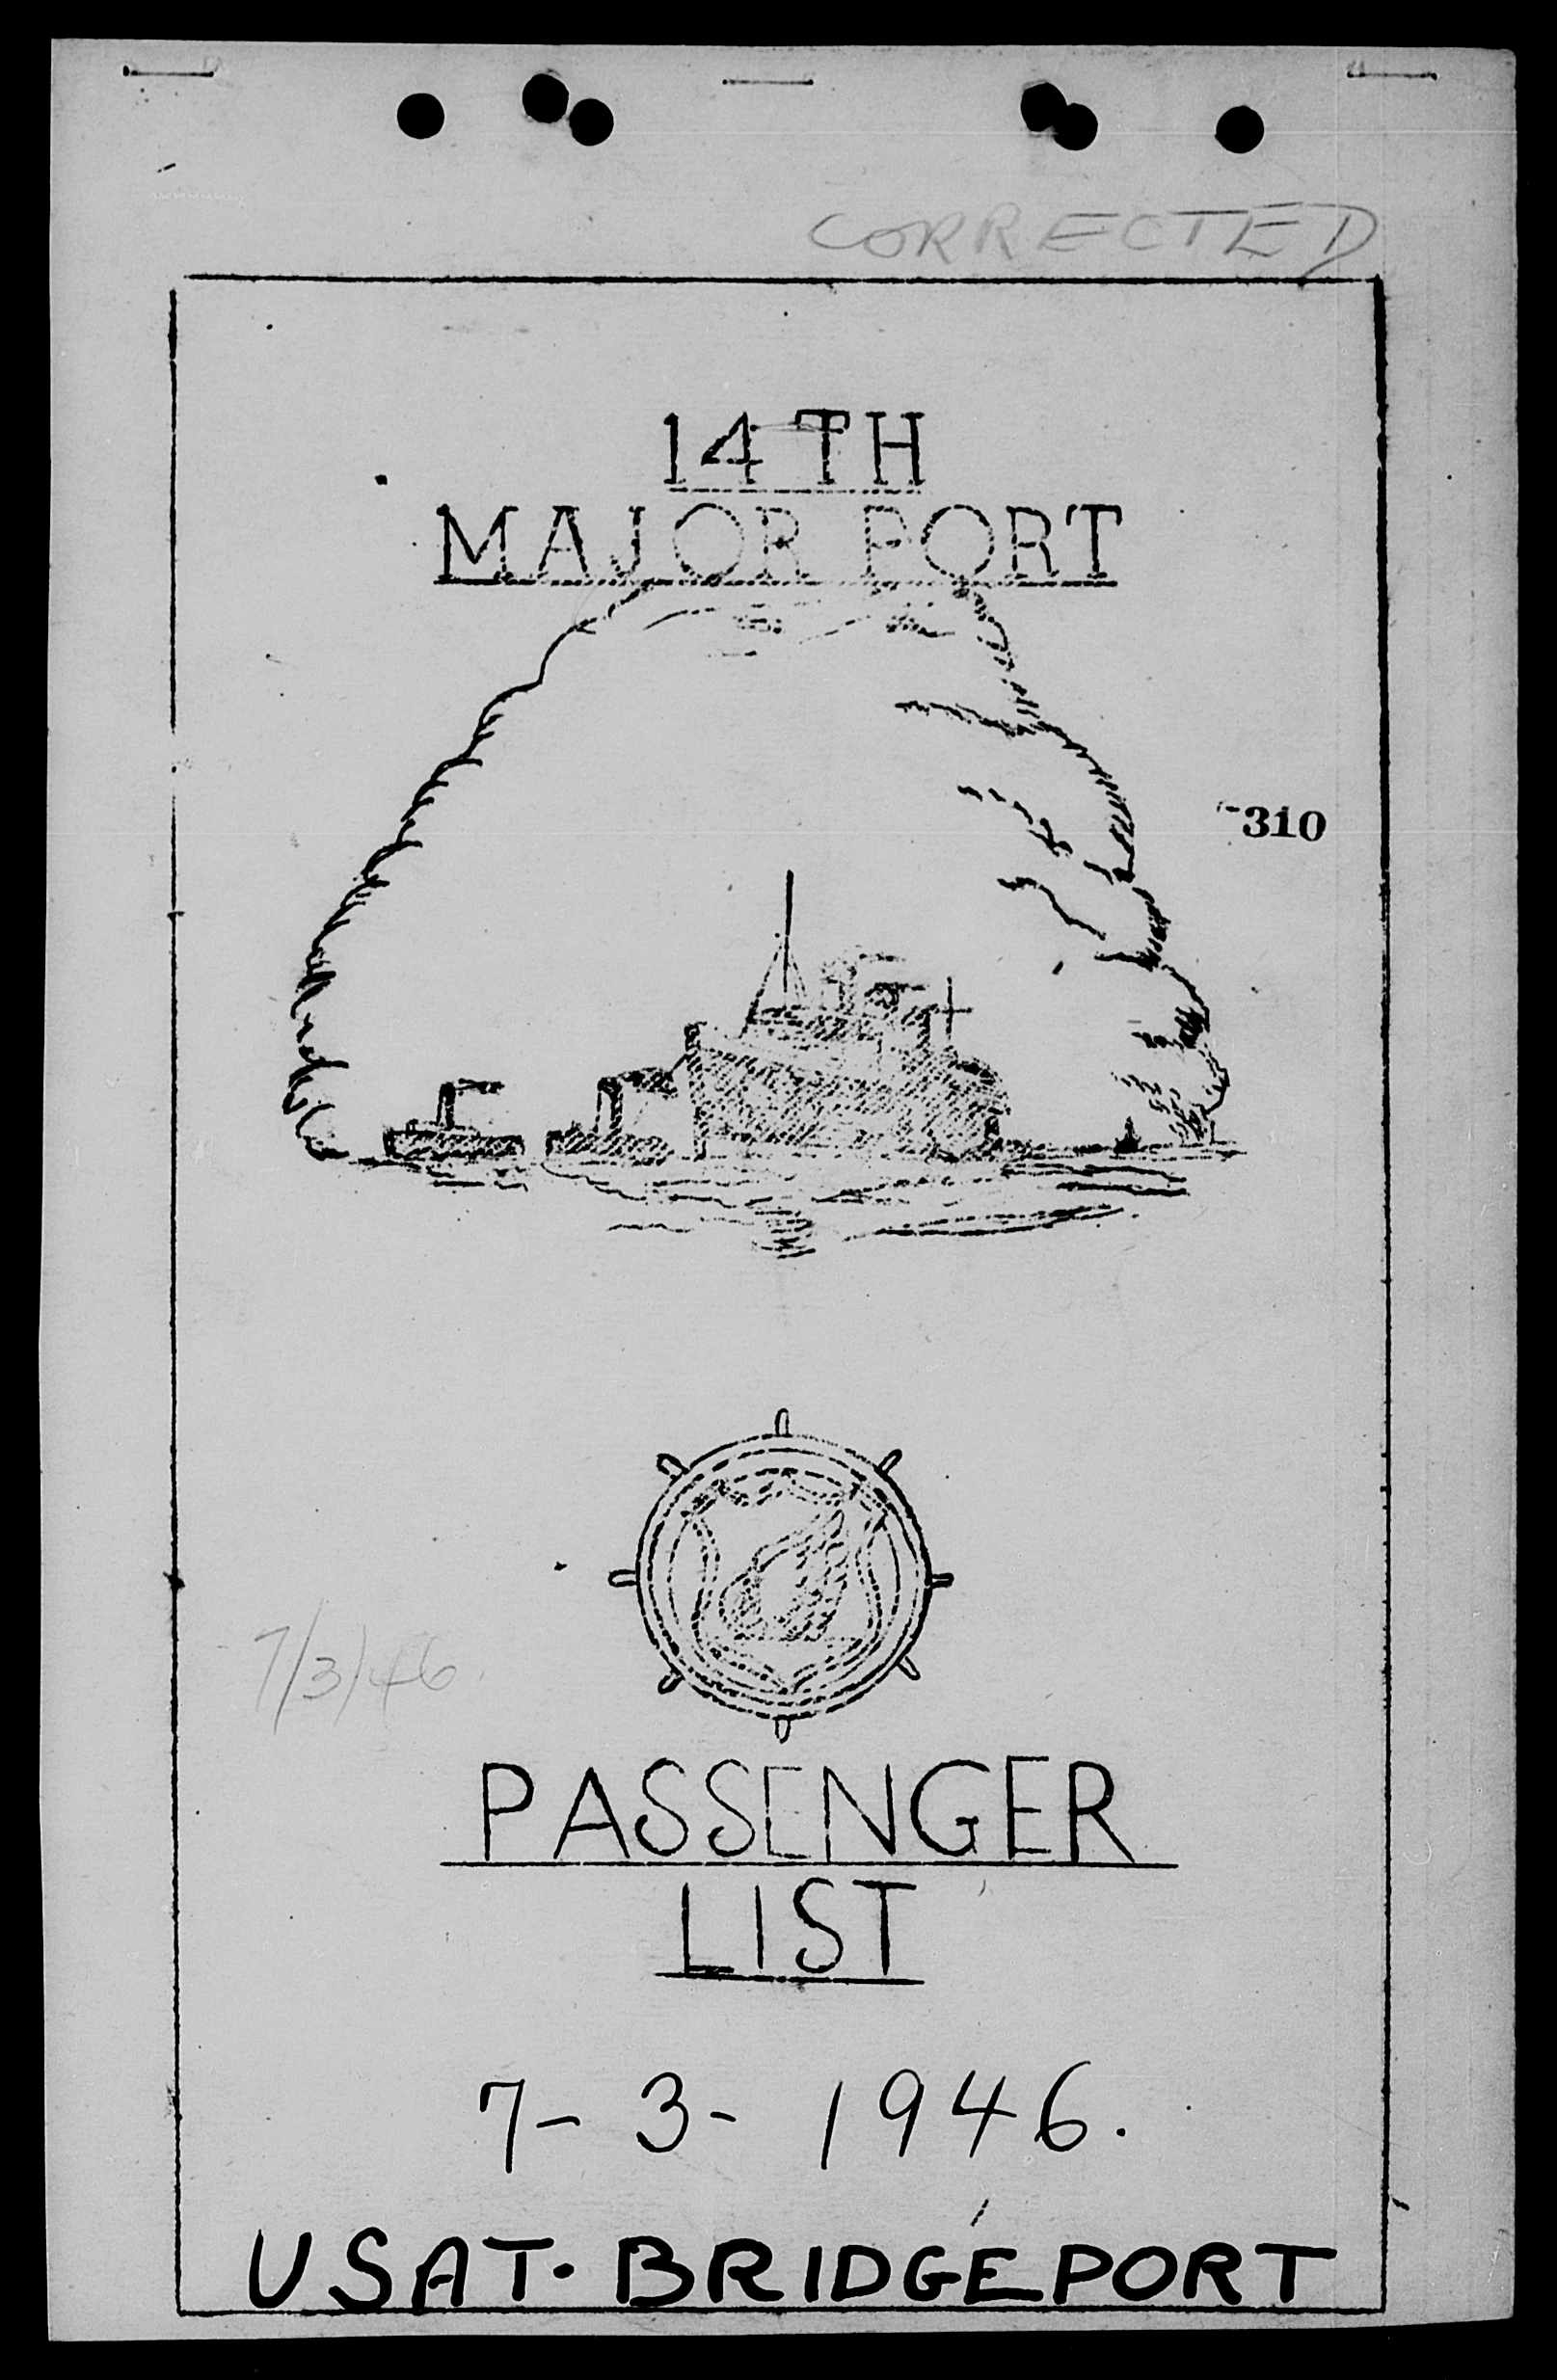 CORRECTED
14TH
MAJOR PORT
310
7/3/46
PASSENGER
LIST
7-3-1946.
USAT. BRIDGEPORT